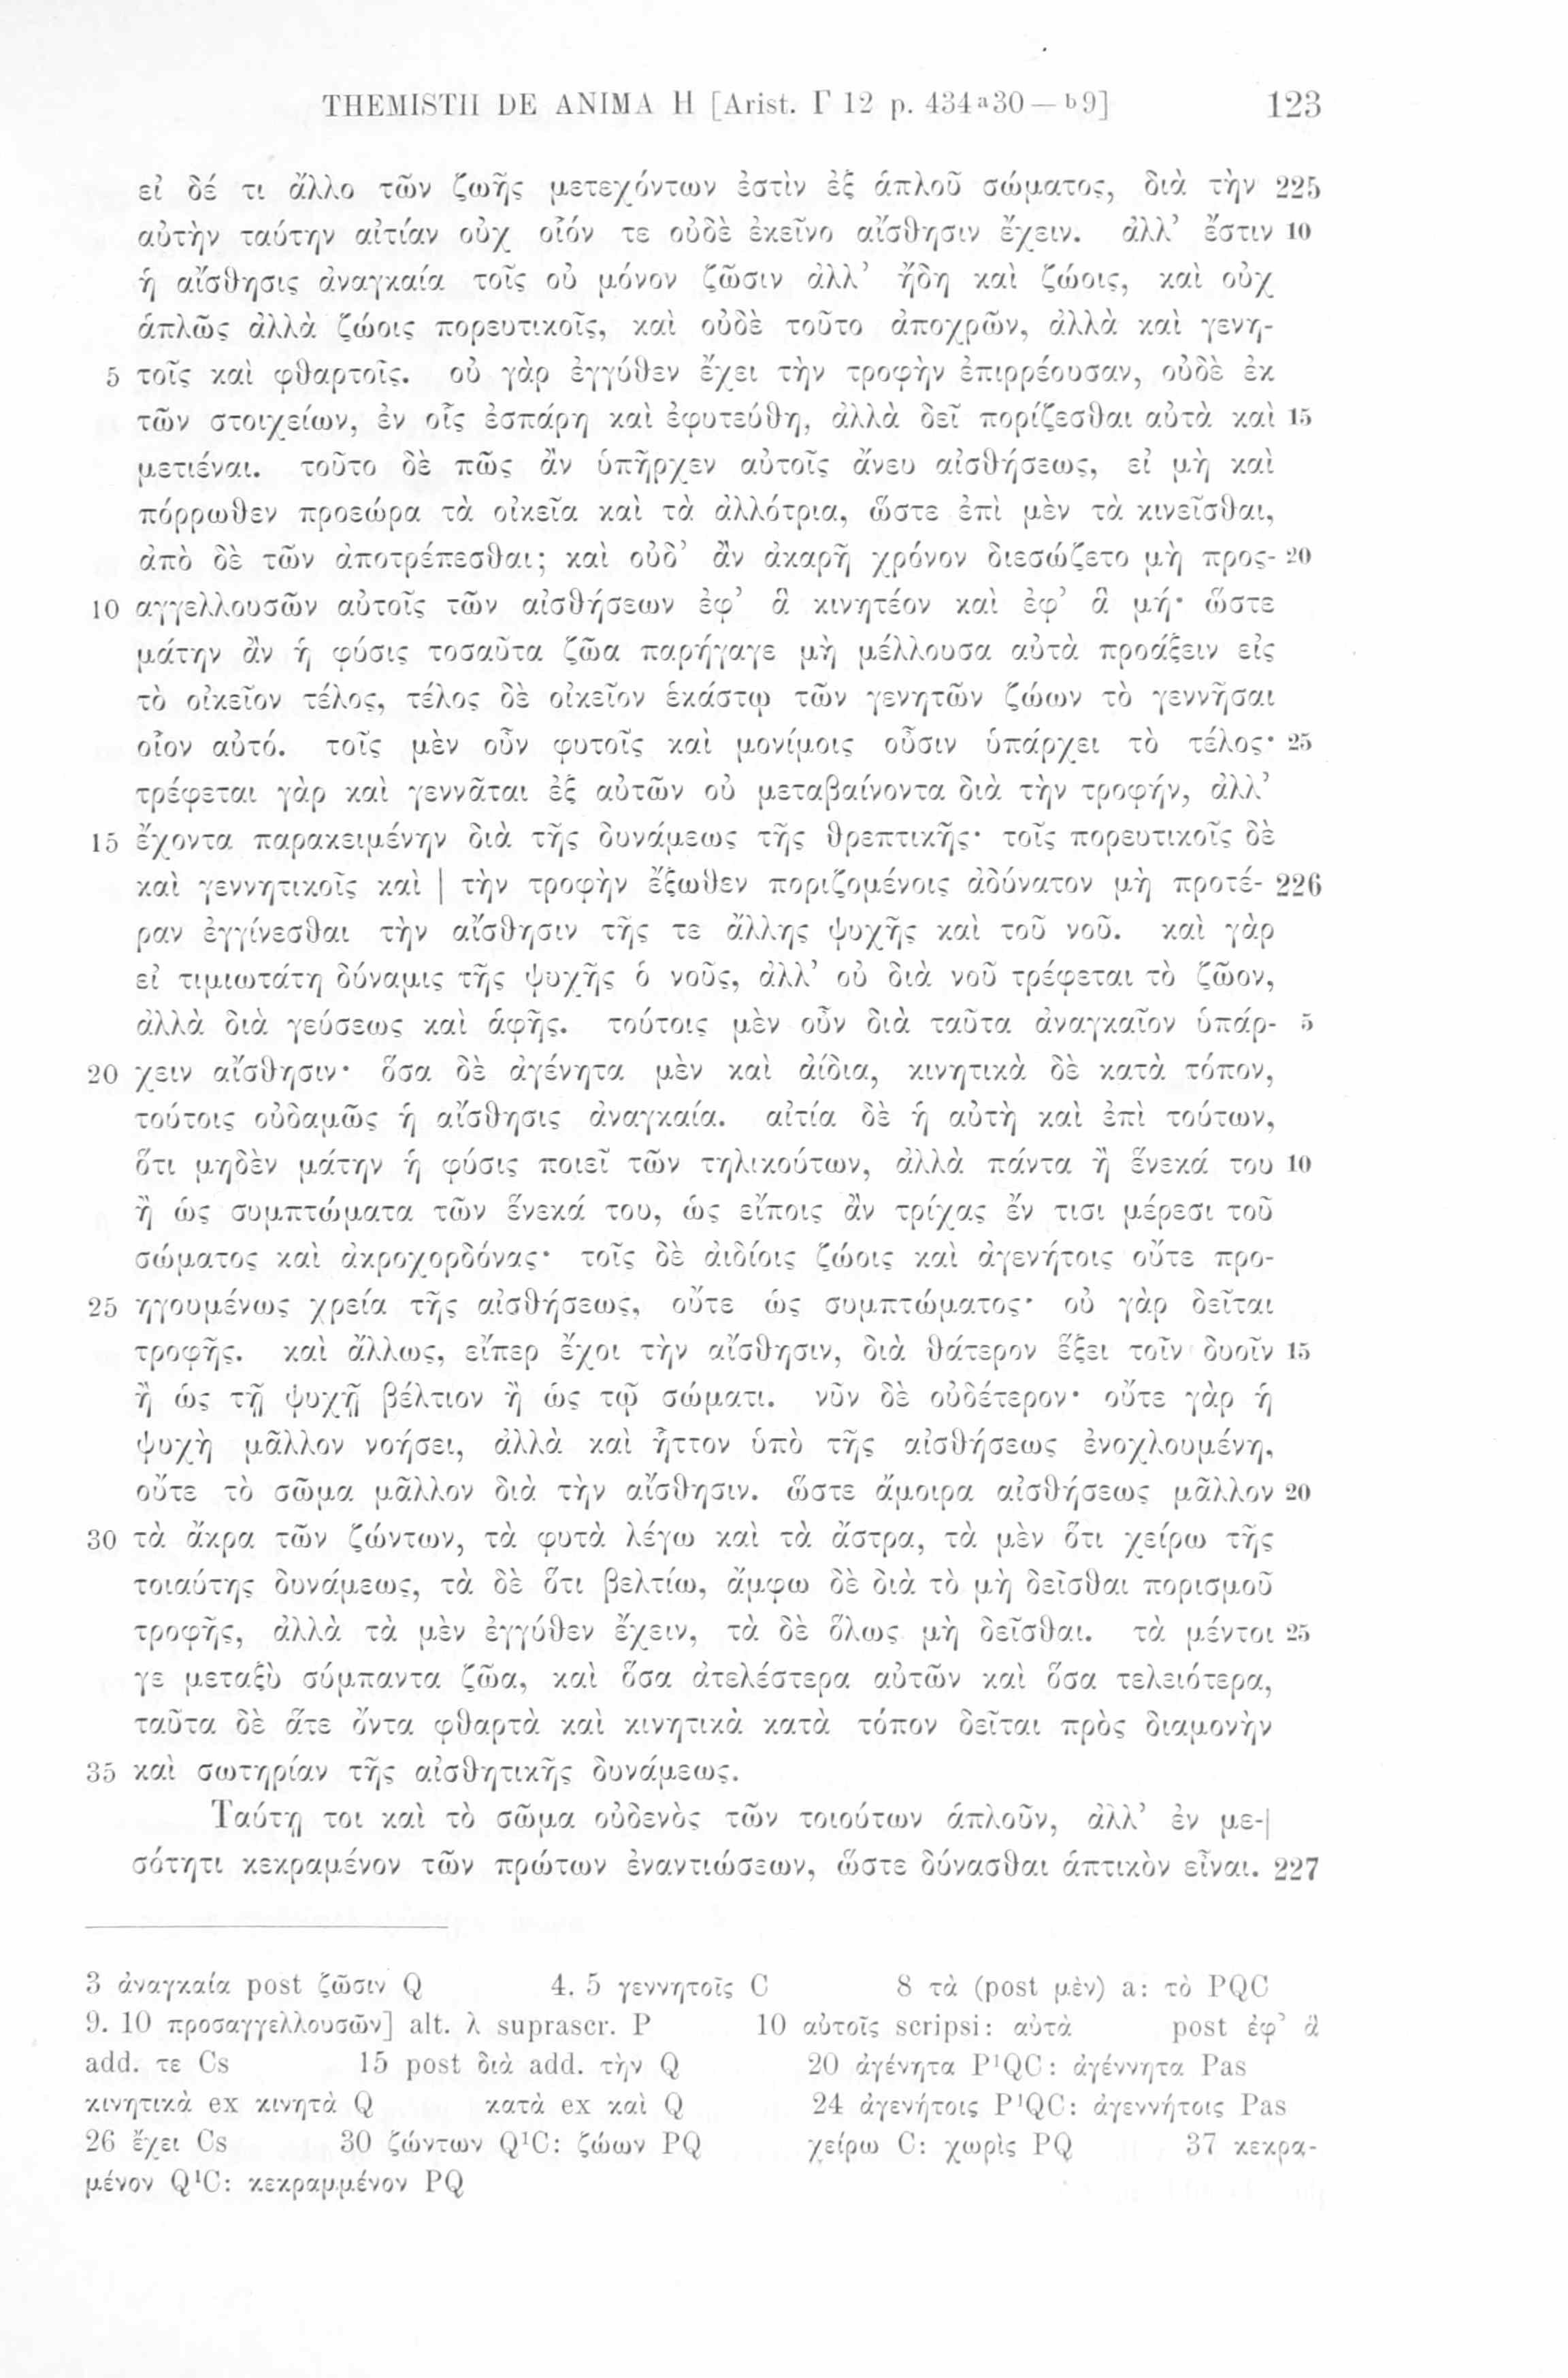 THEMISTII DE ANIMA H [Arist. Γ 12 p. 434ᵃ30 — ᵇ9] 123
εἰ δέ τι ἄλλο τῶν ζωῆς μετεχόντων ἐστὶν ἐξ ἁπλοῦ σώματος, διὰ τὴν 225
αὐτὴν ταύτην αἰτίαν οὐχ οἷόν τε οὐδὲ ἐκεῖνο αἴσθησιν ἔχειν. ἀλλ’ ἔστιν 10
ἡ αἴσθησις ἀναγκαία τοῖς οὐ μόνον ζῶσιν ἀλλ’ ἤδη καὶ ζώοις, καὶ οὐχ
ἁπλῶς ἀλλὰ ζώοις πορευτικοῖς, καὶ οὐδὲ τοῦτο ἀποχρῶν, ἀλλὰ καὶ γενη-
5 τοῖς καὶ φθαρτοῖς. οὐ γὰρ ἐγγύθεν ἔχει τὴν τροφὴν ἐπιρρέουσαν, οὐδὲ ἐκ
τῶν στοιχείων, ἐν οἷς ἐσπάρη καὶ ἐφυτεύθη, ἀλλὰ δεῖ πορίζεσθαι αὐτὰ καὶ 15
μετιέναι. τοῦτο δὲ πῶς ἂν ὑπῆρχεν αὐτοῖς ἄνευ αἰσθήσεως, εἰ μὴ καὶ
πόρρωθεν προεώρα τὰ οἰκεῖα καὶ τὰ ἀλλότρια, ὥστε ἐπὶ μὲν τὰ κινεῖσθαι,
ἀπὸ δὲ τῶν ἀποτρέπεσθαι; καὶ οὐδ’ ἂν ἀκαρῆ χρόνον διεσώζετο μὴ προς- 20
10 αγγελλουσῶν αὐτοῖς τῶν αἰσθήσεων ἐφ’ ἃ κινητέον καὶ ἐφ’ ἃ μή· ὥστε
μάτην ἂν ἡ φύσις τοσαῦτα ζῶα παρήγαγε μὴ μέλλουσα αὐτὰ προάξειν εἰς
τὸ οἰκεῖον τέλος, τέλος δὲ οἰκεῖον ἑκάστῳ τῶν γενητῶν ζώων τὸ γεννῆσαι
οἷον αὐτό. τοῖς μὲν οὖν φυτοῖς καὶ μονίμοις οὖσιν ὑπάρχει τὸ τέλος· 25
τρέφεται γὰρ καὶ γεννᾶται ἐξ αὐτῶν οὐ μεταβαίνοντα διὰ τὴν τροφήν, ἀλλ’
15 ἔχοντα παρακειμένην διὰ τῆς δυνάμεως τῆς θρεπτικῆς· τοῖς πορευτικοῖς δὲ
καὶ γεννητικοῖς καὶ | τὴν τροφὴν ἔξωθεν ποριζομένοις ἀδύνατον μὴ προτέ- 226
ραν ἐγγίνεσθαι τὴν αἴσθησιν τῆς τε ἄλλης ψυχῆς καὶ τοῦ νοῦ. καὶ γὰρ
εἰ τιμιωτάτη δύναμις τῆς ψυχῆς ὁ νοῦς, ἀλλ’ οὐ διὰ νοῦ τρέφεται τὸ ζῶον,
ἀλλὰ διὰ γεύσεως καὶ ἁφῆς. τούτοις μὲν οὖν διὰ ταῦτα ἀναγκαῖον ὑπάρ- 5
20 χειν αἴσθησιν· ὅσα δὲ ἀγένητα μὲν καὶ ἀίδια, κινητικὰ δὲ κατὰ τόπον,
τούτοις οὐδαμῶς ἡ αἴσθησις ἀναγκαία. αἰτία δὲ ἡ αὐτὴ καὶ ἐπὶ τούτων,
ὅτι μηδὲν μάτην ἡ φύσις ποιεῖ τῶν τηλικούτων, ἀλλὰ πάντα ἢ ἕνεκά του 10
ἢ ὡς συμπτώματα τῶν ἕνεκά του, ὡς εἴποις ἂν τρίχας ἔν τισι μέρεσι τοῦ
σώματος καὶ ἀκροχορδόνας· τοῖς δὲ ἀιδίοις ζώοις καὶ ἀγενήτοις οὔτε προ-
25 ηγουμένως χρεία τῆς αἰσθήσεως, οὔτε ὡς συμπτώματος· οὐ γὰρ δεῖται
τροφῆς. καὶ ἄλλως, εἴπερ ἔχοι τὴν αἴσθησιν, διὰ θάτερον ἕξει τοῖν δυοῖν 15
ἢ ὡς τῇ ψυχῇ βέλτιον ἢ ὡς τῷ σώματι. νῦν δὲ οὐδέτερον· οὔτε γὰρ ἡ
ψυχὴ μᾶλλον νοήσει, ἀλλὰ καὶ ἧττον ὑπὸ τῆς αἰσθήσεως ἐνοχλουμένη,
οὔτε τὸ σῶμα μᾶλλον διὰ τὴν αἴσθησιν. ὥστε ἄμοιρα αἰσθήσεως μᾶλλον 20
30 τὰ ἄκρα τῶν ζώντων, τὰ φυτὰ λέγω καὶ τὰ ἄστρα, τὰ μὲν ὅτι χείρω τῆς
τοιαύτης δυνάμεως, τὰ δὲ ὅτι βελτίω, ἄμφω δὲ διὰ τὸ μὴ δεῖσθαι πορισμοῦ
τροφῆς, ἀλλὰ τὰ μὲν ἐγγύθεν ἔχειν, τὰ δὲ ὅλως μὴ δεῖσθαι. τὰ μέντοι 25
γε μεταξὺ σύμπαντα ζῶα, καὶ ὅσα ἀτελέστερα αὐτῶν καὶ ὅσα τελειότερα,
ταῦτα δὲ ἅτε ὄντα φθαρτὰ καὶ κινητικὰ κατὰ τόπον δεῖται πρὸς διαμονὴν
35 καὶ σωτηρίαν τῆς αἰσθητικῆς δυνάμεως.
Ταύτῃ τοι καὶ τὸ σῶμα οὐδενὸς τῶν τοιούτων ἁπλοῦν, ἀλλ’ ἐν με-|
σότητι κεκραμένον τῶν πρώτων ἐναντιώσεων, ὥστε δύνασθαι ἁπτικὸν εἶναι. 227
3 ἀναγκαία post ζῶσιν Q 4. 5 γεννητοῖς C 8 τὰ (post μὲν) a: τὸ PQC
9. 10 προσαγγελλουσῶν] alt. λ suprascr. P 10 αὐτοῖς scripsi: αὐτὰ post ἐφ’ ἃ
add. τε Cs 15 post διὰ add. τὴν Q 20 ἀγένητα P¹QC: ἀγέννητα Pas
κινητικὰ ex κινητὰ Q κατὰ ex καὶ Q 24 ἀγενήτοις P¹QC: ἀγεννήτοις Pas
26 ἔχει Cs 30 ζώντων Q¹C: ζώων PQ χείρω C: χωρὶς PQ 37 κεκρα-
μένον Q¹C: κεκραμμένον PQ